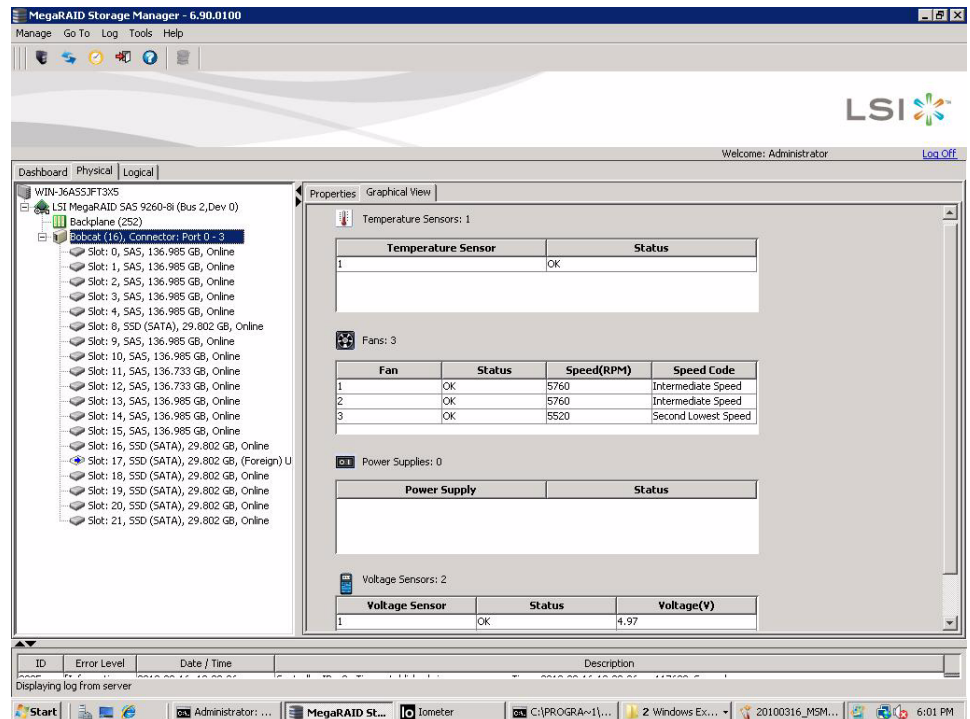 MegaRAID Storage Manager - 6.90.0100
Manage Go To Log Tools Help
LSI
Welcome: Administrator Log Off
Dashboard Physical Logical
WIN-J6ASSJFT3X5
LSI MegaRAID SAS 9260-8i (Bus 2,Dev 0)
Backplane (252)
Bobcat (16), Connector: Port 0 - 3
Slot: 0, SAS, 136.985 GB, Online
Slot: 1, SAS, 136.985 GB, Online
Slot: 2, SAS, 136.985 GB, Online
Slot: 3, SAS, 136.985 GB, Online
Slot: 4, SAS, 136.985 GB, Online
Slot: 8, SSD (SATA), 29.802 GB, Online
Slot: 9, SAS, 136.985 GB, Online
Slot: 10, SAS, 136.985 GB, Online
Slot: 11, SAS, 136.733 GB, Online
Slot: 12, SAS, 136.733 GB, Online
Slot: 13, SAS, 136.985 GB, Online
Slot: 14, SAS, 136.985 GB, Online
Slot: 15, SAS, 136.985 GB, Online
Slot: 16, SSD (SATA), 29.802 GB, Online
Slot: 17, SSD (SATA), 29.802 GB, (Foreign) U
Slot: 18, SSD (SATA), 29.802 GB, Online
Slot: 19, SSD (SATA), 29.802 GB, Online
Slot: 20, SSD (SATA), 29.802 GB, Online
Slot: 21, SSD (SATA), 29.802 GB, Online
Properties Graphical View
Temperature Sensors: 1
Temperature Sensor Status
1 OK
Fans: 3
Fan Status Speed(RPM) Speed Code
1 OK 5760 Intermediate Speed
2 OK 5760 Intermediate Speed
3 OK 5520 Second Lowest Speed
Power Supplies: 0
Power Supply Status
Voltage Sensors: 2
Voltage Sensor Status Voltage(V)
1 OK 4.97
ID Error Level Date / Time Description
Displaying log from server
Start Administrator: ... MegaRAID St... Iometer C:\PROGRA~1\... 2 Windows Ex... 20100316_MSM... 6:01 PM